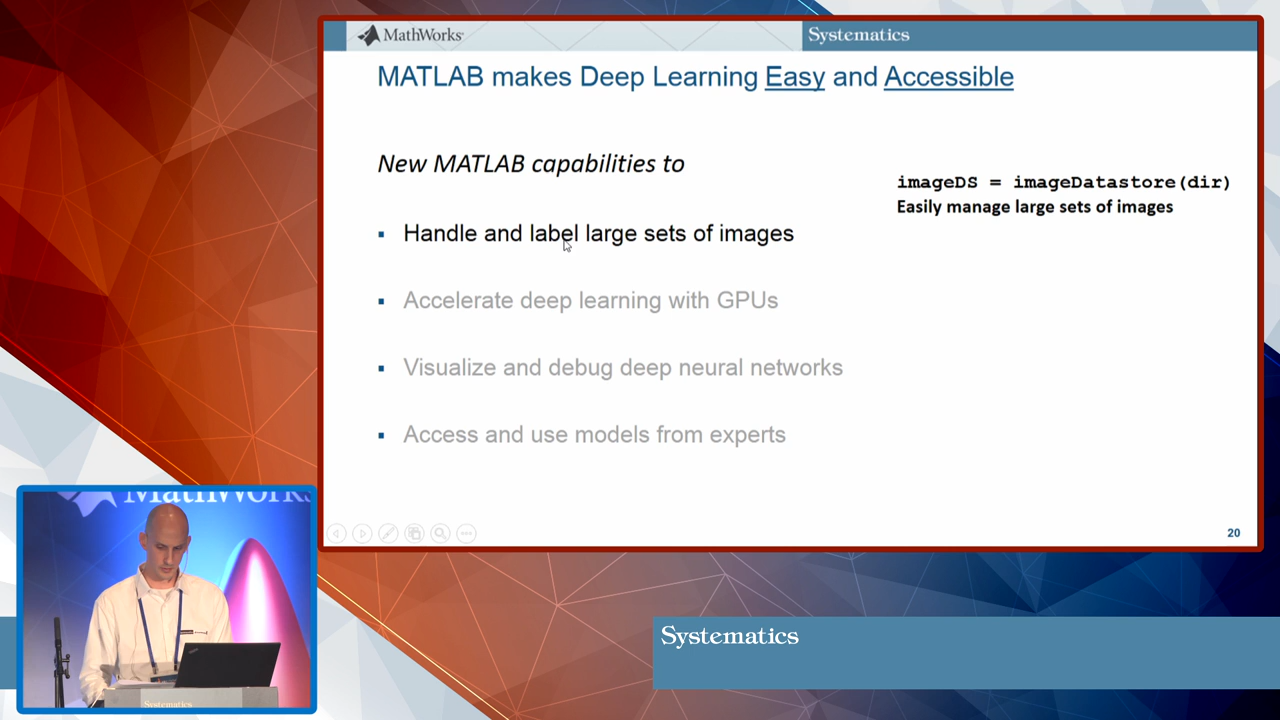 MathWorks
Systematics
MATLAB makes Deep Learning Easy and Accessible
New MATLAB capabilities to
imageDS = imageDatastore(dir)
Easily manage large sets of images
▪ Handle and label large sets of images
▪ Accelerate deep learning with GPUs
▪ Visualize and debug deep neural networks
▪ Access and use models from experts
20
MathWorks
Systematics
Systematics